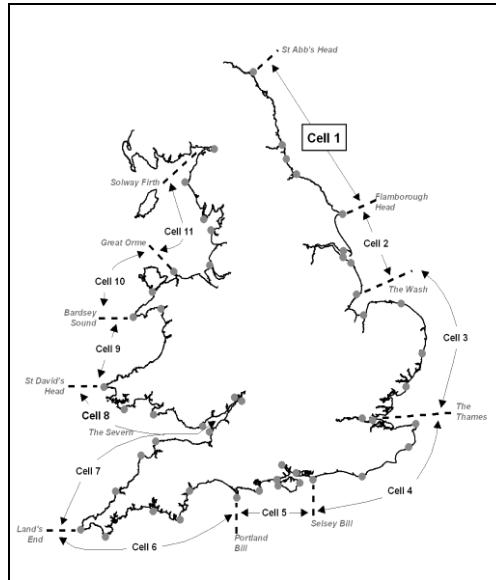 St Abb's Head
Cell 1
Solway Firth
Flamborough
Head
Cell 11
Great Orme
Cell 2
Cell 10
The Wash
Bardsey
Sound
Cell 9
Cell 3
St David's
Head
Cell 8
The
Thames
The Severn
Cell 7
Cell 4
Cell 5
Selsey Bill
Land's
End
Cell 6
Portland
Bill